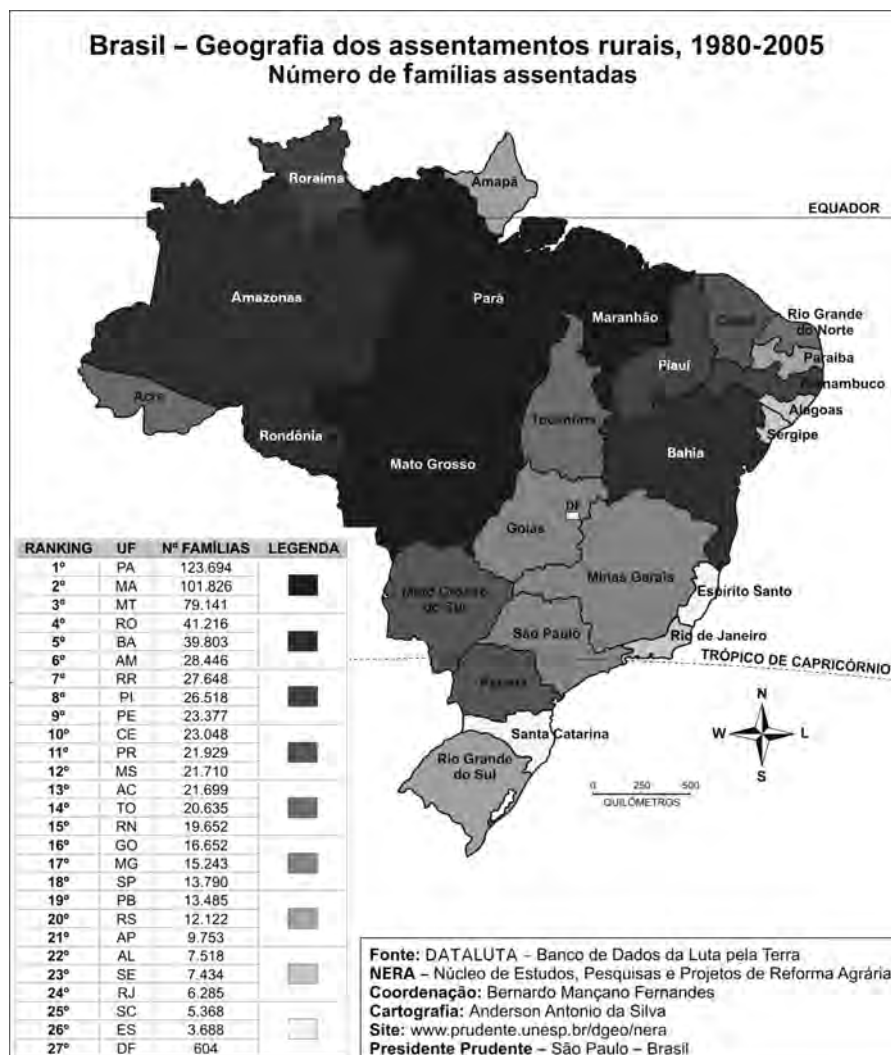 Brasil – Geografia dos assentamentos rurais, 1980-2005
Número de famílias assentadas
Roraima
Amapá
EQUADOR
Amazonas
Pará
Maranhão
Ceará
Rio Grande
do Norte
Paraíba
Piauí
Pernambuco
Acre
Alagoas
Sergipe
Tocantins
Rondônia
Bahia
Mato Grosso
DF
Goiás
Minas Gerais
Espírito Santo
Mato Grosso
do Sul
São Paulo
Rio de Janeiro
TRÓPICO DE CAPRICÓRNIO
Paraná
Santa Catarina
Rio Grande
do Sul
N
W L
S
0 250 500
QUILÔMETROS
RANKING UF Nº FAMÍLIAS LEGENDA
1º PA 123.694
2º MA 101.826
3º MT 79.141
4º RO 41.216
5º BA 39.803
6º AM 28.446
7º RR 27.648
8º PI 26.518
9º PE 23.377
10º CE 23.048
11º PR 21.929
12º MS 21.710
13º AC 21.699
14º TO 20.635
15º RN 19.652
16º GO 16.652
17º MG 15.243
18º SP 13.790
19º PB 13.485
20º RS 12.122
21º AP 9.753
22º AL 7.518
23º SE 7.434
24º RJ 6.285
25º SC 5.368
26º ES 3.688
27º DF 604
Fonte: DATALUTA – Banco de Dados da Luta pela Terra
NERA – Núcleo de Estudos, Pesquisas e Projetos de Reforma Agrária
Coordenação: Bernardo Mançano Fernandes
Cartografia: Anderson Antonio da Silva
Site: www.prudente.unesp.br/dgeo/nera
Presidente Prudente – São Paulo – Brasil